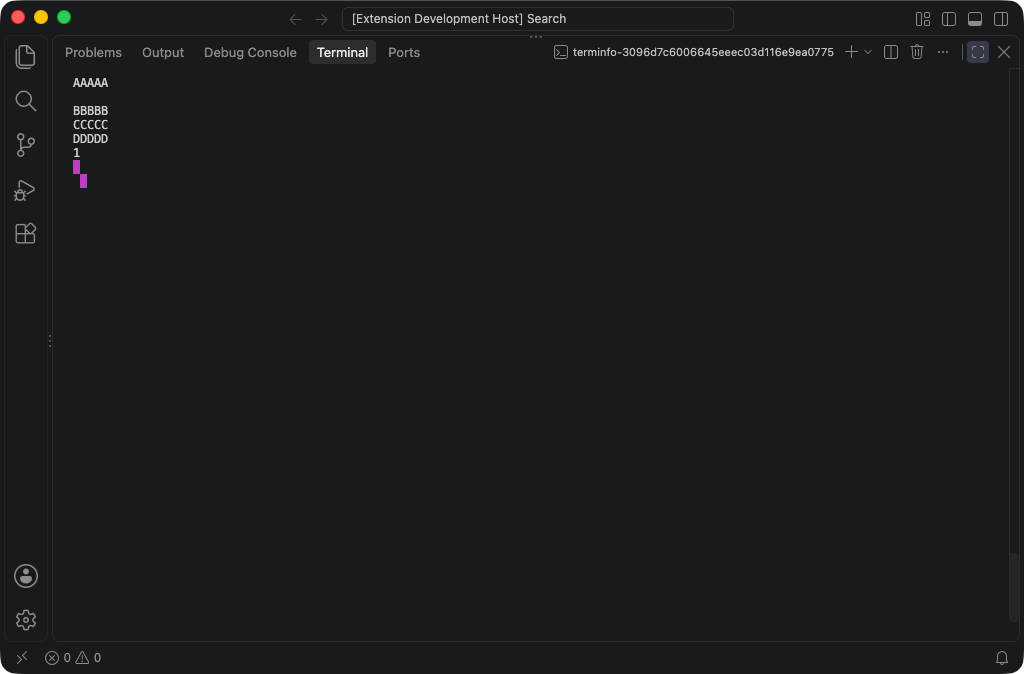 [Extension Development Host] Search
Problems Output Debug Console Terminal Ports terminfo-3096d7c6006645eeec03d116e9ea0775
AAAAA
BBBBB
CCCCC
DDDDD
1
0 0